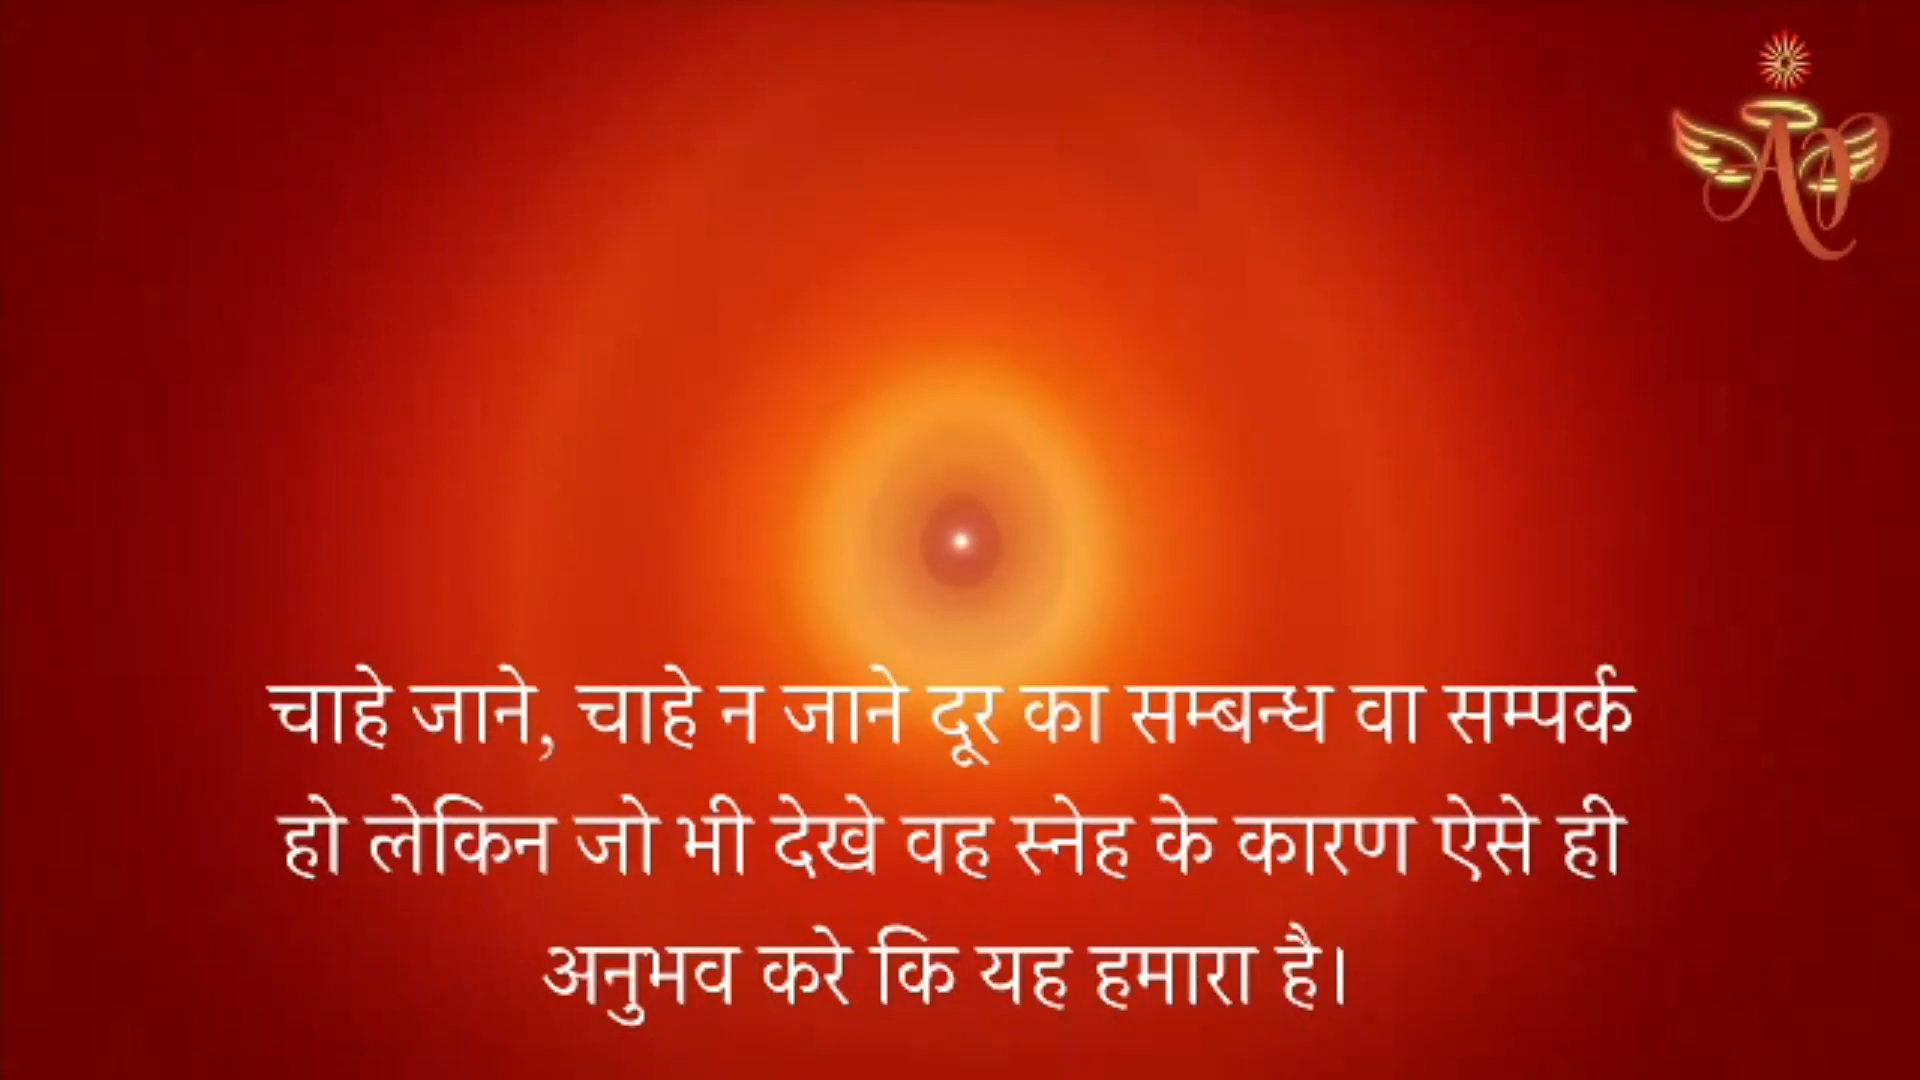 चाहे जाने, चाहे न जाने दूर का सम्बन्ध वा सम्पर्क
हो लेकिन जो भी देखे वह स्नेह के कारण ऐसे ही
अनुभव करे कि यह हमारा है।